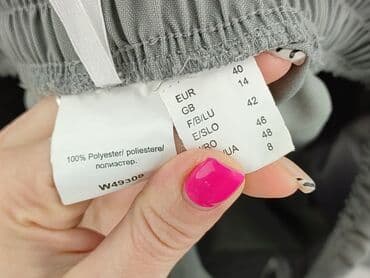 100% Polyester/ poliestere/
полиэстер.
W49309
EUR 40
GB 14
F/B/LU 42
E/SLO 46
48
UA 8